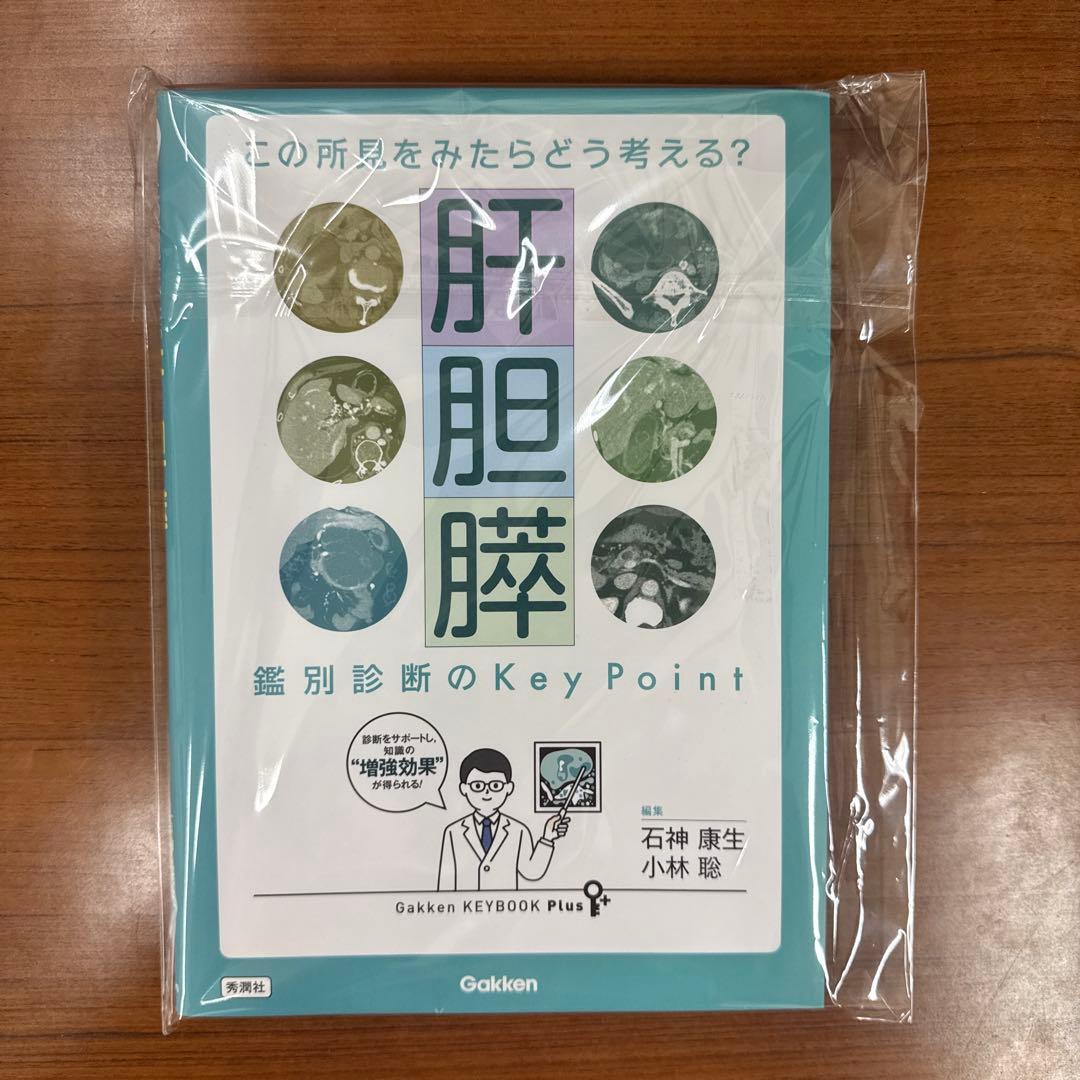 この所見をみたらどう考える?
肝
胆
膵
鑑別診断のKey Point
診断をサポートし,
知識の
“増強効果”
が得られる!
編集
石神 康生
小林 聡
Gakken KEYBOOK Plus
秀潤社
Gakken